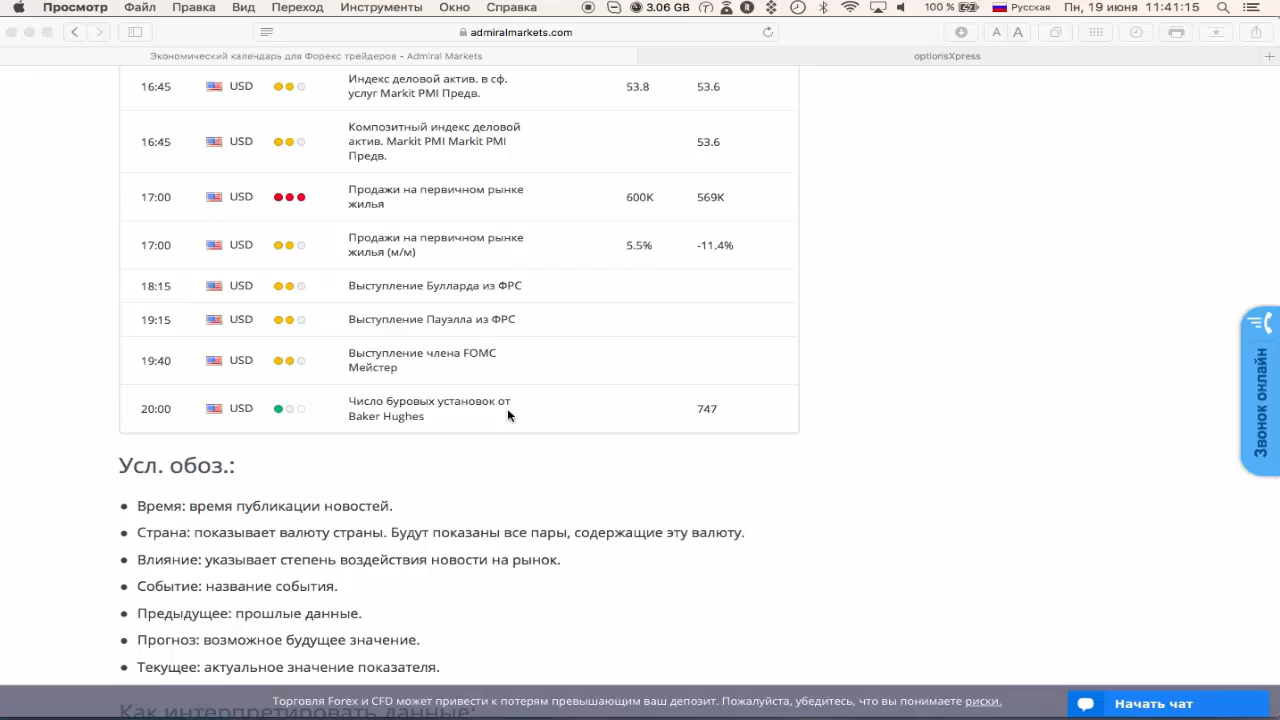 Просмотр Файл Правка Вид Переход Инструменты Окно Справка 3.06 GB 100 % Русская Пн, 19 июня 11:41:15
admiralmarkets.com A A
Экономический календарь для Форекс трейдеров – Admiral Markets optionsXpress
16:45 USD Индекс деловой актив. в сф. услуг Markit PMI Предв. 53.8 53.6
16:45 USD Композитный индекс деловой актив. Markit PMI Markit PMI Предв. 53.6
17:00 USD Продажи на первичном рынке жилья 600K 569K
17:00 USD Продажи на первичном рынке жилья (м/м) 5.5% -11.4%
18:15 USD Выступление Булларда из ФРС
19:15 USD Выступление Пауэлла из ФРС
19:40 USD Выступление члена FOMC Мейстер
20:00 USD Число буровых установок от Baker Hughes 747
Звонок онлайн
Усл. обоз.:
● Время: время публикации новостей.
● Страна: показывает валюту страны. Будут показаны все пары, содержащие эту валюту.
● Влияние: указывает степень воздействия новости на рынок.
● Событие: название события.
● Предыдущее: прошлые данные.
● Прогноз: возможное будущее значение.
● Текущее: актуальное значение показателя.
Торговля Forex и CFD может привести к потерям превышающим ваш депозит. Пожалуйста, убедитесь, что вы понимаете риски.
Начать чат
Как интерпретировать данные: